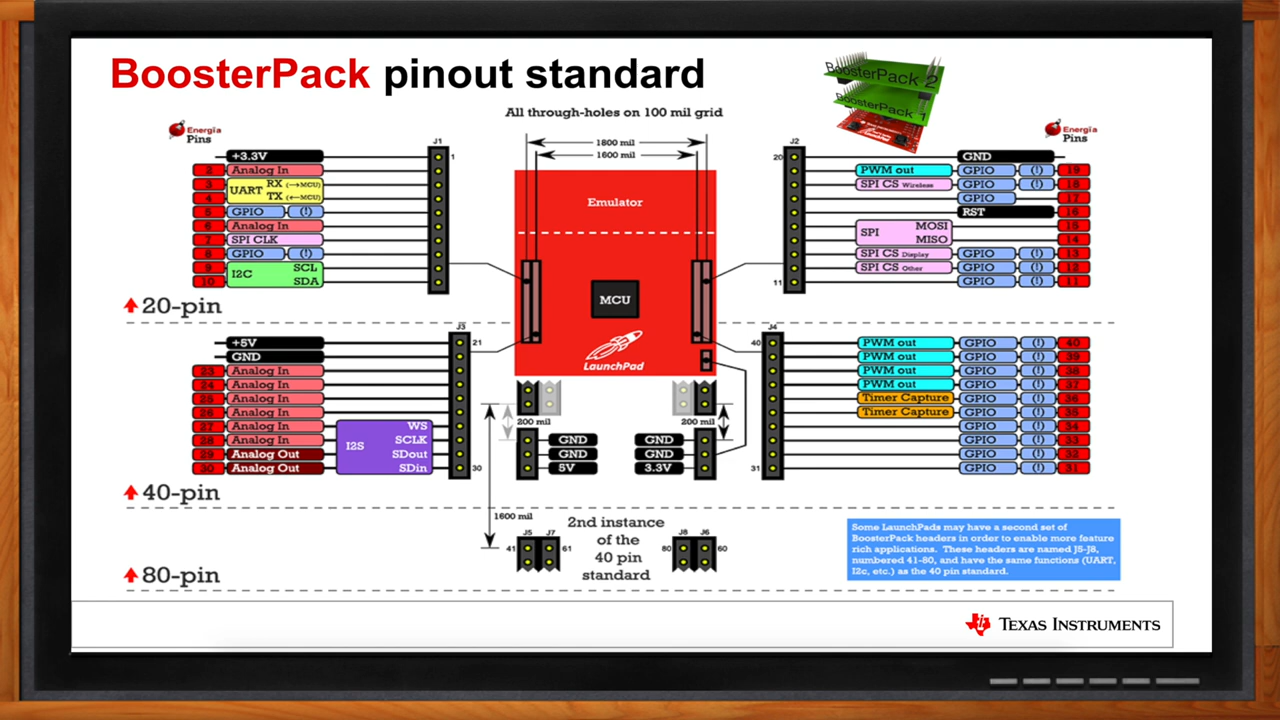 BoosterPack pinout standard
BoosterPack 2
BoosterPack 1
All through-holes on 100 mil grid
1800 mil
1600 mil
Energia
Pins
J1
+3.3V
1
2 Analog In
3 UART RX (→MCU)
4 TX (←MCU)
5 GPIO (!)
6 Analog In
7 SPI CLK
8 GPIO (!)
9 I2C SCL
10 SDA
20-pin
Emulator
MCU
LaunchPad
Energia
Pins
J2
20 GND
PWM out GPIO (!) 19
SPI CS Wireless GPIO (!) 18
GPIO 17
RST 16
SPI MOSI 15
MISO 14
SPI CS Display GPIO (!) 13
SPI CS Other GPIO (!) 12
11 GPIO (!) 11
J3
+5V 21
GND
23 Analog In
24 Analog In
25 Analog In
26 Analog In
27 Analog In I2S WS
28 Analog In SCLK
29 Analog Out SDout
30 Analog Out SDin 30
40-pin
200 mil
200 mil
GND
GND
5V
GND
GND
3.3V
J4
40 PWM out GPIO (!) 40
PWM out GPIO (!) 39
PWM out GPIO (!) 38
PWM out GPIO (!) 37
Timer Capture GPIO (!) 36
Timer Capture GPIO (!) 35
GPIO (!) 34
GPIO (!) 33
GPIO (!) 32
31 GPIO (!) 31
1600 mil
J5 J7
41 61
2nd instance
of the
40 pin
standard
J8 J6
80 60
80-pin
Some LaunchPads may have a second set of
BoosterPack headers in order to enable more feature
rich applications. These headers are named J5-J8,
numbered 41-80, and have the same functions (UART,
I2c, etc.) as the 40 pin standard.
TEXAS INSTRUMENTS